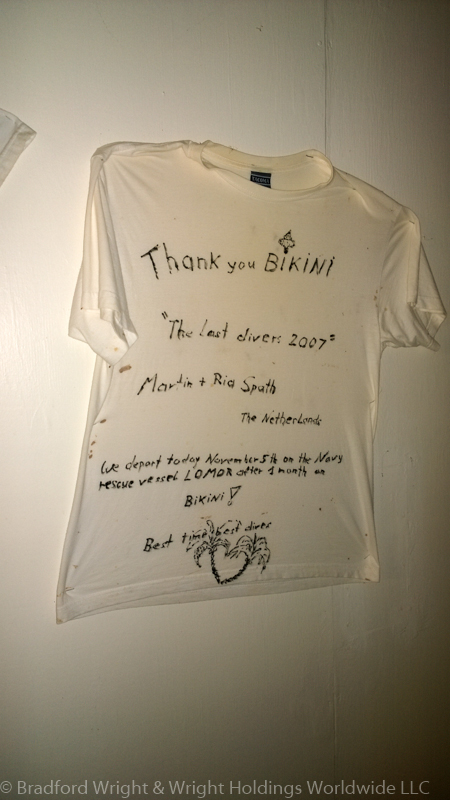 Thank you BIKINI
"The last divers 2007"
Martin + Ria Spath
The Netherlands
We depart today November 5th on the Navy
rescue vessel LOMOR after 1 month on
BIKINI!
Best time, best dives
© Bradford Wright & Wright Holdings Worldwide LLC